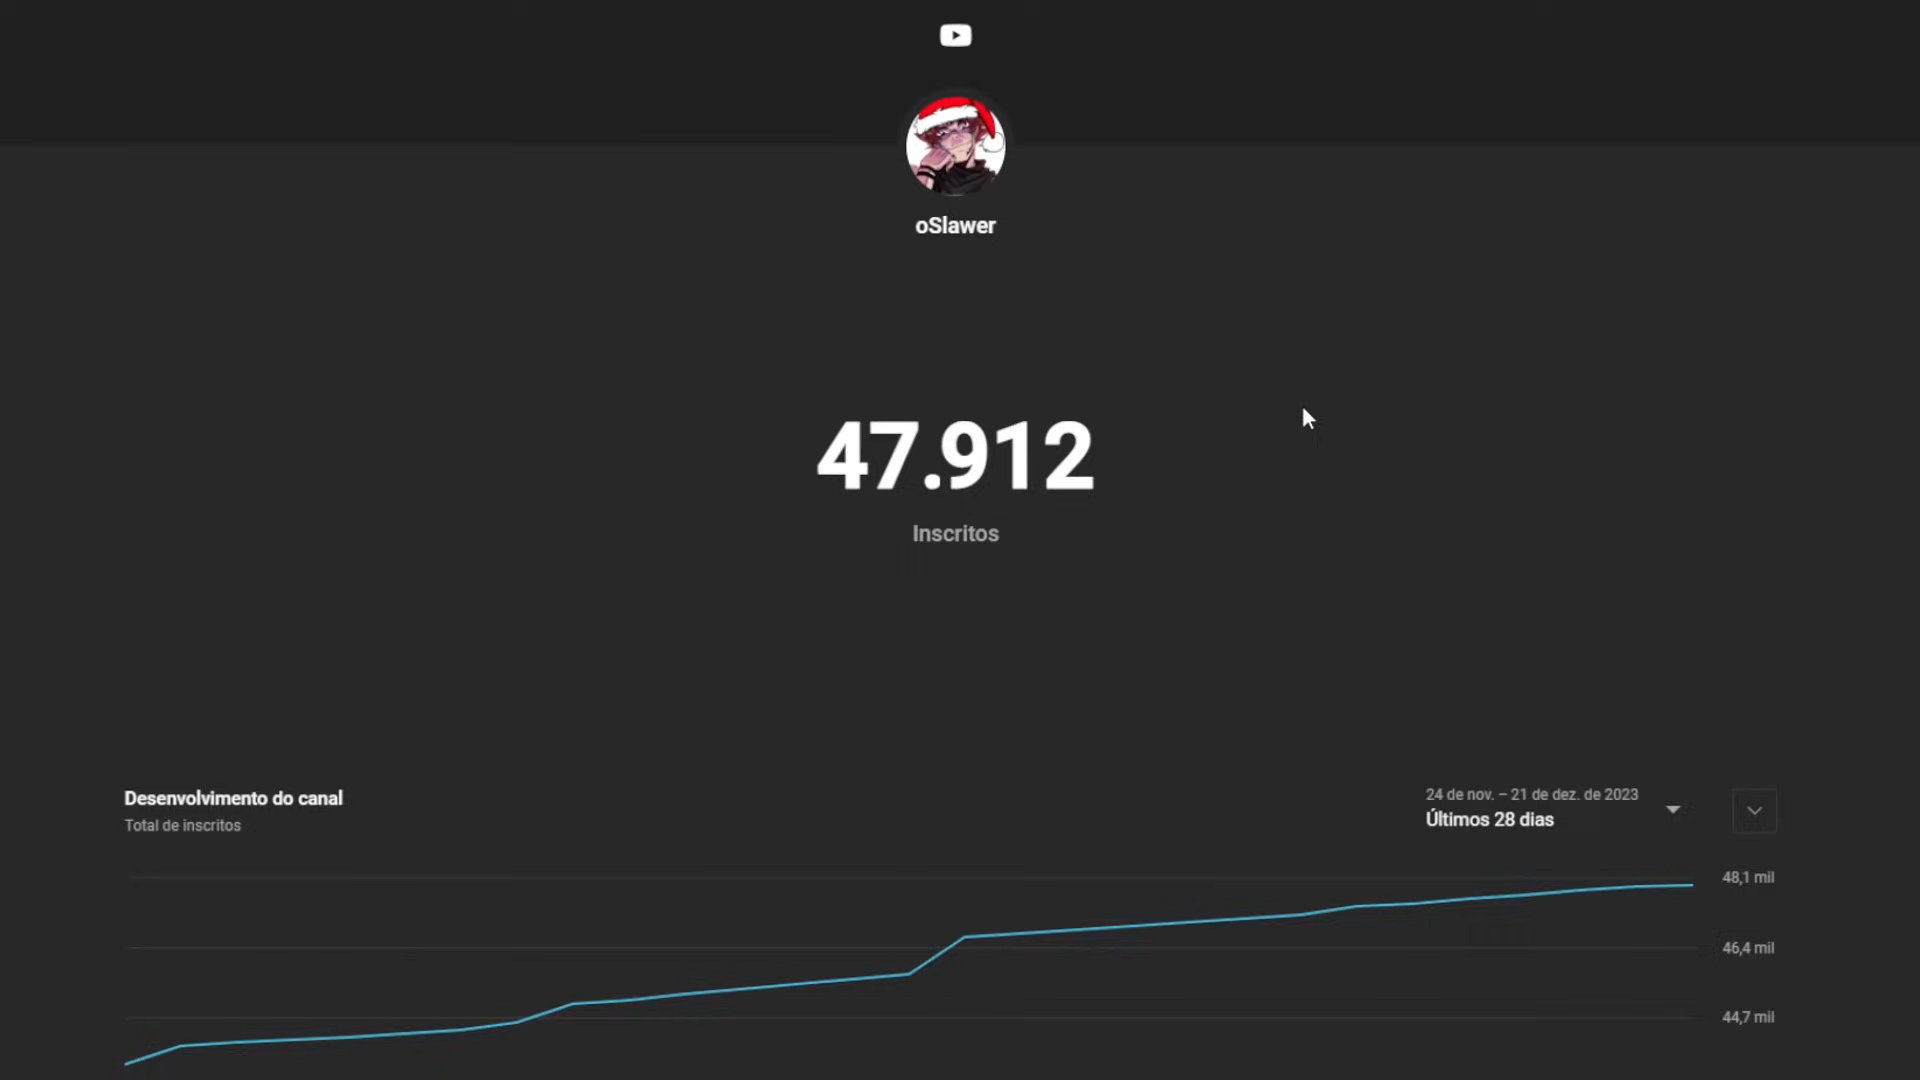 oSlawer
47.912
Inscritos
Desenvolvimento do canal
Total de inscritos
24 de nov. – 21 de dez. de 2023
Últimos 28 dias
48,1 mil
46,4 mil
44,7 mil